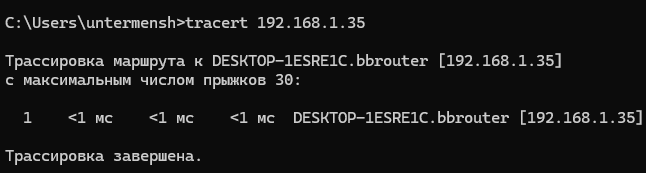 C:\Users\untermensh>tracert 192.168.1.35
Трассировка маршрута к DESKTOP-1ESRE1C.bbrouter [192.168.1.35]
с максимальным числом прыжков 30:
1 <1 мс <1 мс <1 мс DESKTOP-1ESRE1C.bbrouter [192.168.1.35]
Трассировка завершена.